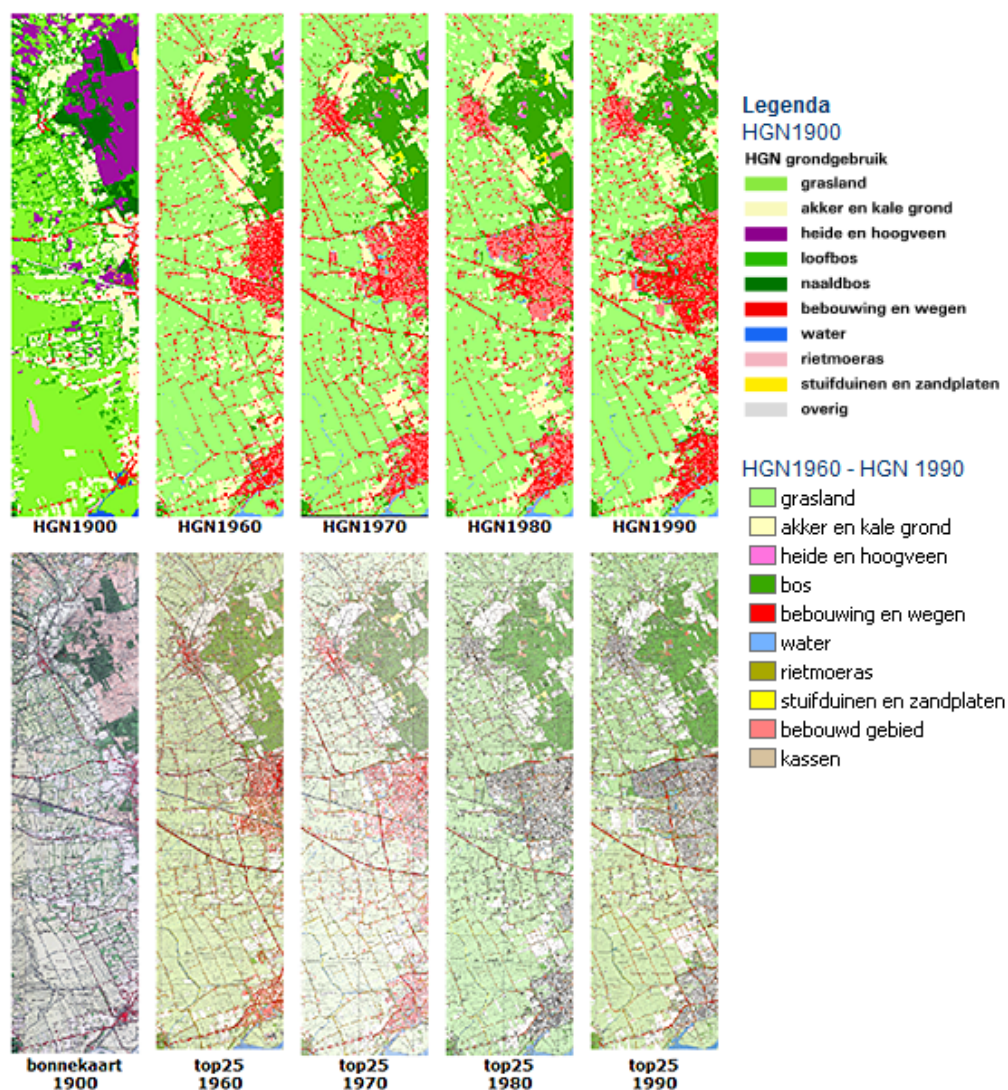 HGN1900
HGN1960
HGN1970
HGN1980
HGN1990
bonnekaart
1900
top25
1960
top25
1970
top25
1980
top25
1990
Legenda
HGN1900
HGN grondgebruik
grasland
akker en kale grond
heide en hoogveen
loofbos
naaldbos
bebouwing en wegen
water
rietmoeras
stuifduinen en zandplaten
overig
HGN1960 - HGN 1990
grasland
akker en kale grond
heide en hoogveen
bos
bebouwing en wegen
water
rietmoeras
stuifduinen en zandplaten
bebouwd gebied
kassen